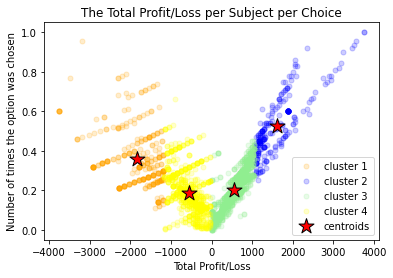 The Total Profit/Loss per Subject per Choice
Number of times the option was chosen
1.0
0.8
0.6
0.4
0.2
0.0
cluster 1
cluster 2
cluster 3
cluster 4
centroids
−4000 −3000 −2000 −1000 0 1000 2000 3000 4000
Total Profit/Loss